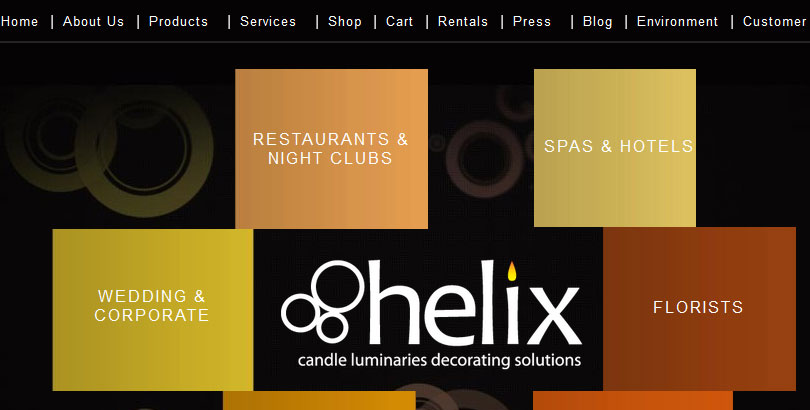 Home | About Us | Products | Services | Shop | Cart | Rentals | Press | Blog | Environment | Customer
RESTAURANTS &
NIGHT CLUBS
SPAS & HOTELS
WEDDING &
CORPORATE
helix
candle luminaries decorating solutions
FLORISTS